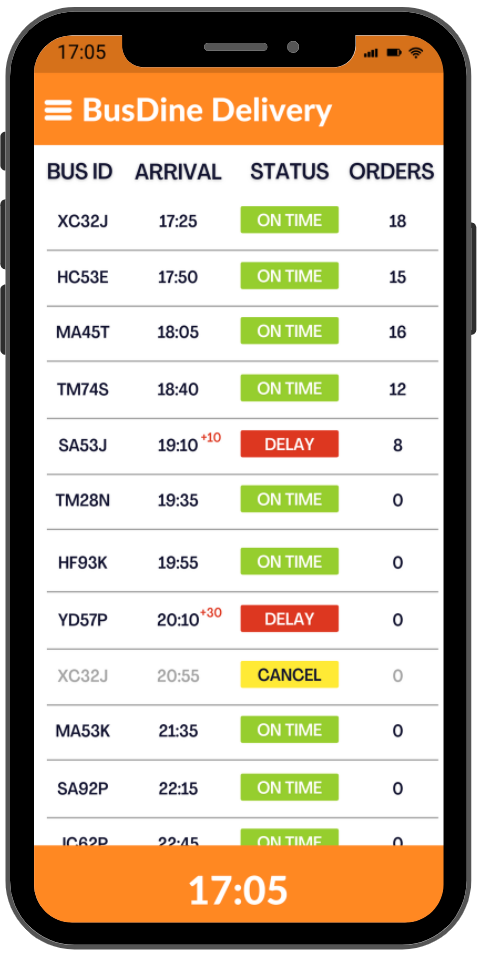 17:05
BusDine Delivery
BUS ID ARRIVAL STATUS ORDERS
XC32J 17:25 ON TIME 18
HC53E 17:50 ON TIME 15
MA45T 18:05 ON TIME 16
TM74S 18:40 ON TIME 12
SA53J 19:10 +10 DELAY 8
TM28N 19:35 ON TIME 0
HF93K 19:55 ON TIME 0
YD57P 20:10 +30 DELAY 0
XC32J 20:55 CANCEL 0
MA53K 21:35 ON TIME 0
SA92P 22:15 ON TIME 0
22:45 ON TIME 0
17:05